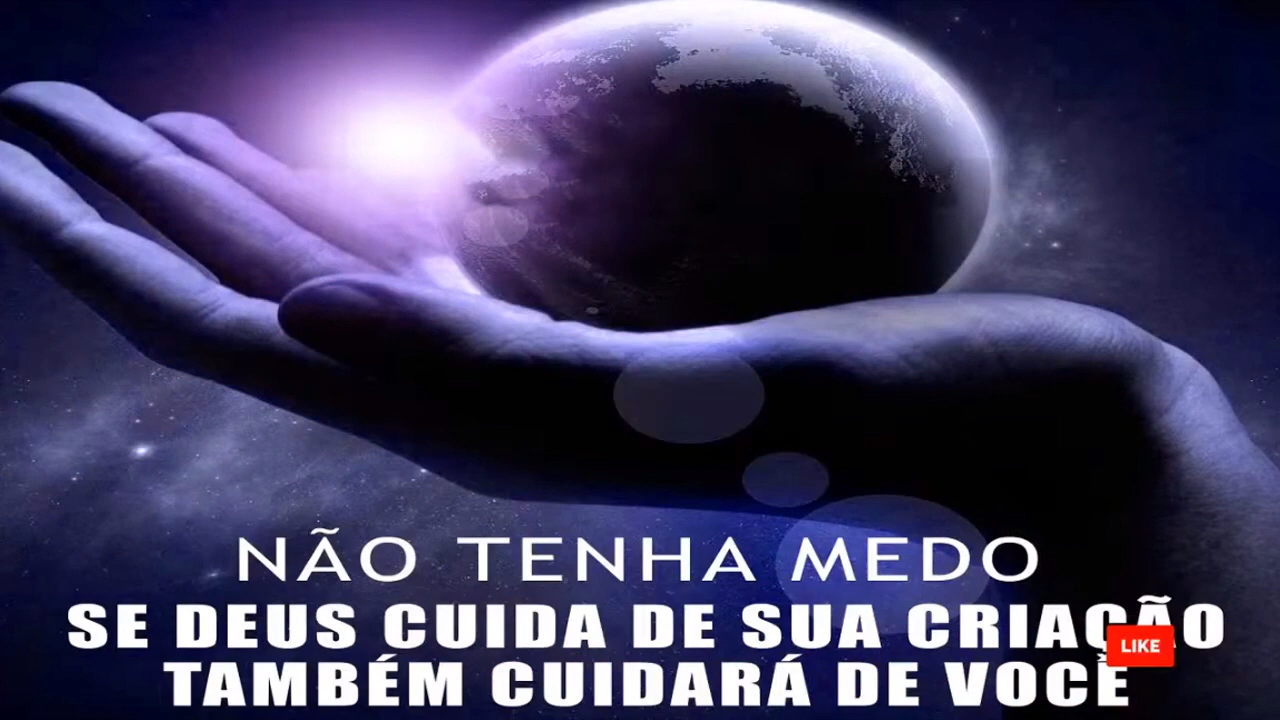 NÃO TENHA MEDO
SE DEUS CUIDA DE SUA CRIAÇÃO
LIKE
TAMBÉM CUIDARÁ DE VOCÊ